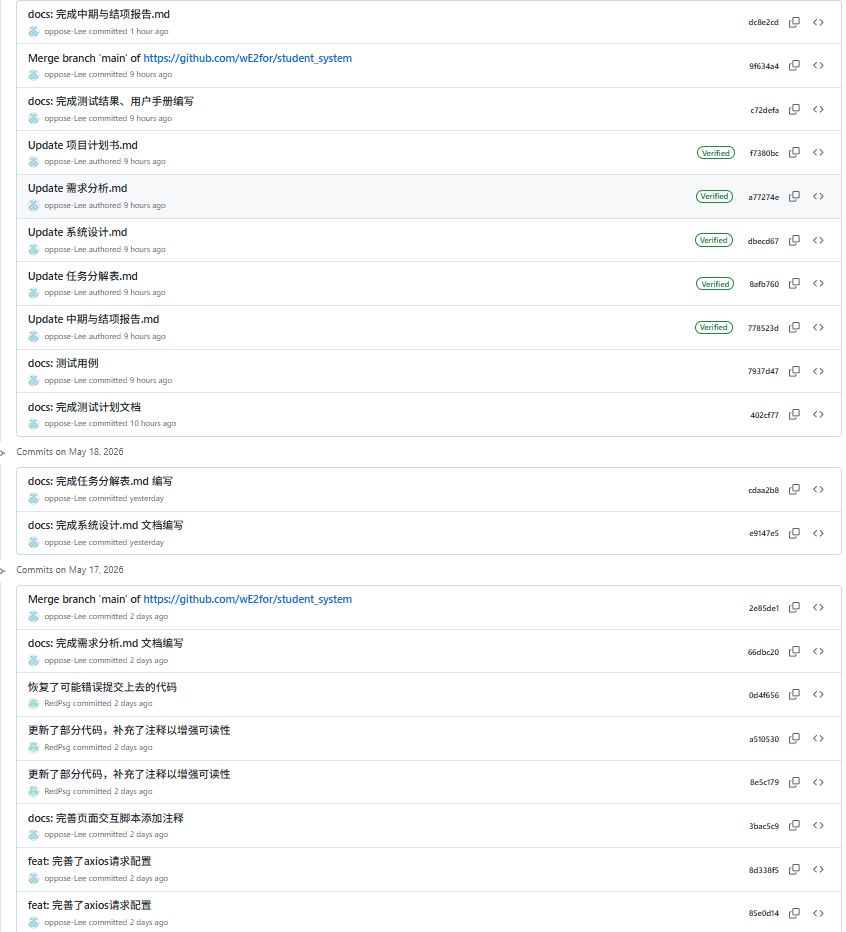 docs: 完成中期与结项报告.md
oppose-Lee committed 1 hour ago
dc8e2cd
Merge branch 'main' of https://github.com/wE2for/student_system
oppose-Lee committed 9 hours ago
9f634a4
docs: 完成测试结果、用户手册编写
oppose-Lee committed 9 hours ago
c72defa
Update 项目计划书.md
oppose-Lee authored 9 hours ago
Verified
f7380bc
Update 需求分析.md
oppose-Lee authored 9 hours ago
Verified
a77274e
Update 系统设计.md
oppose-Lee authored 9 hours ago
Verified
dbecd67
Update 任务分解表.md
oppose-Lee authored 9 hours ago
Verified
8afb760
Update 中期与结项报告.md
oppose-Lee authored 9 hours ago
Verified
778523d
docs: 测试用例
oppose-Lee committed 9 hours ago
7937d47
docs: 完成测试计划文档
oppose-Lee committed 10 hours ago
402cf77
Commits on May 18, 2026
docs: 完成任务分解表.md 编写
oppose-Lee committed yesterday
cdaa2b8
docs: 完成系统设计.md 文档编写
oppose-Lee committed yesterday
e9147e5
Commits on May 17, 2026
Merge branch 'main' of https://github.com/wE2for/student_system
oppose-Lee committed 2 days ago
2e85de1
docs: 完成需求分析.md 文档编写
oppose-Lee committed 2 days ago
66dbc20
恢复了可能错误提交上去的代码
RedPsg committed 2 days ago
0d4f656
更新了部分代码，补充了注释以增强可读性
RedPsg committed 2 days ago
a510530
更新了部分代码，补充了注释以增强可读性
RedPsg committed 2 days ago
8e5c179
docs: 完善页面交互脚本添加注释
oppose-Lee committed 2 days ago
3bac5c9
feat: 完善了axios请求配置
oppose-Lee committed 2 days ago
8d338f5
feat: 完善了axios请求配置
oppose-Lee committed 2 days ago
85e0d14